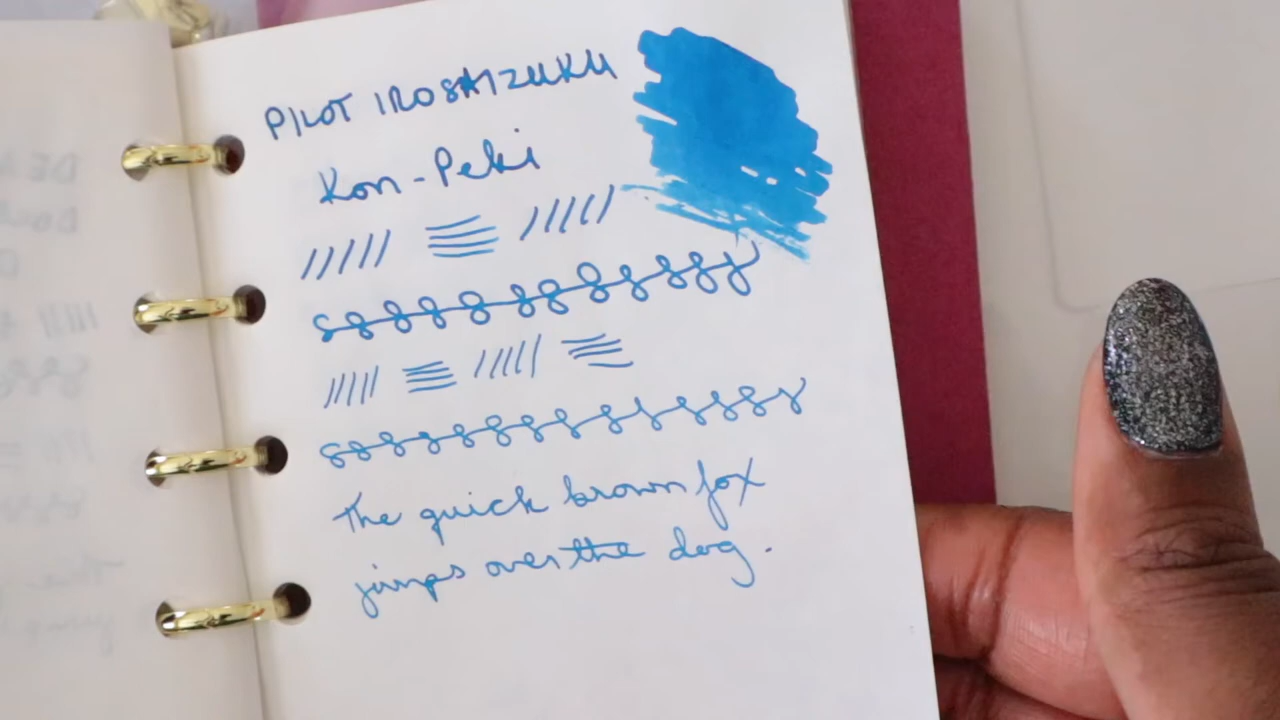 PILOT IROSHIZUKU
Kon-Peki
The quick brown fox
jumps over the dog.